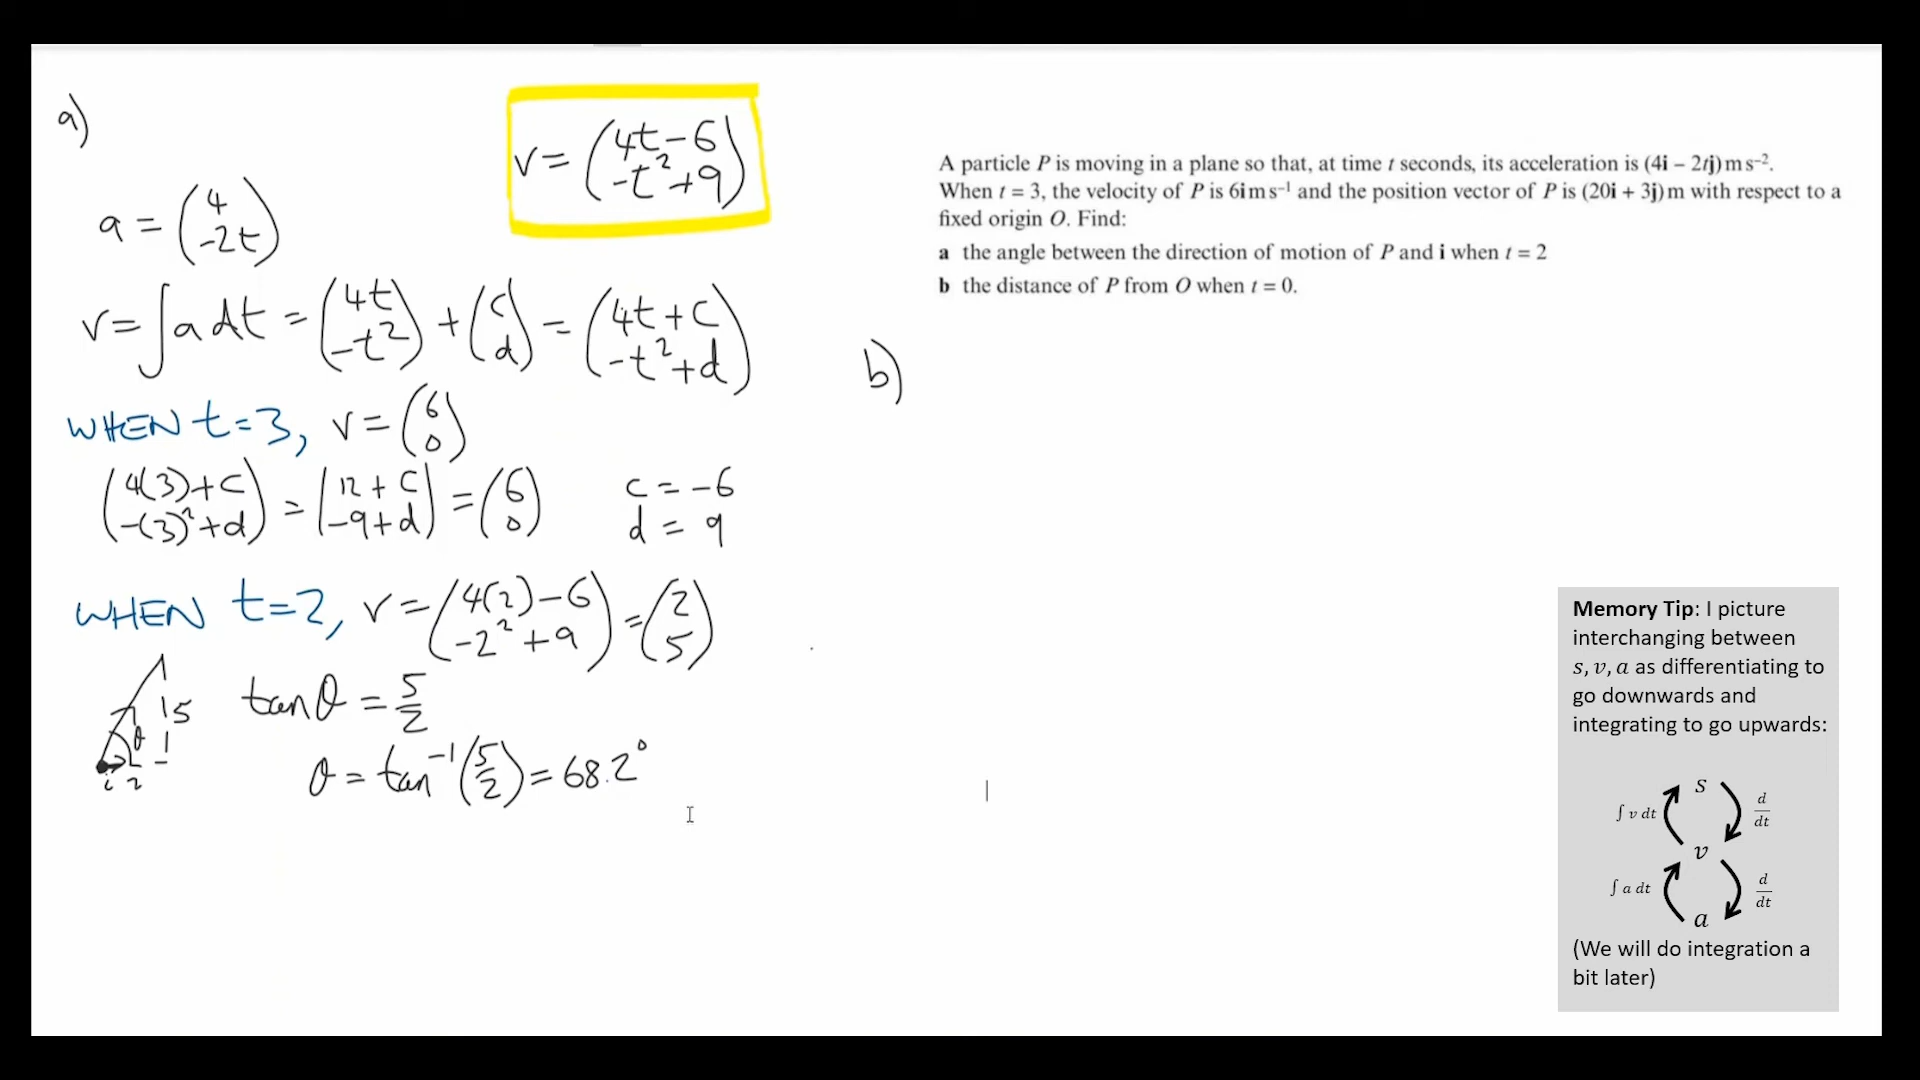 a)
v = (4t - 6
-t² + 9)
a = (4
-2t)
v = ∫a dt = (4t
-t²) + (c
d) = (4t + c
-t² + d)
WHEN t = 3, v = (6
0)
(4(3) + c
-(3)² + d) = (12 + c
-9 + d) = (6
0)
c = -6
d = 9
WHEN t = 2, v = (4(2) - 6
-2² + 9) = (2
5)
5
θ
i 2
tan θ = 5/2
θ = tan⁻¹(5/2) = 68.2°
A particle P is moving in a plane so that, at time t seconds, its acceleration is (4i – 2tj) m s⁻².
When t = 3, the velocity of P is 6i m s⁻¹ and the position vector of P is (20i + 3j) m with respect to a
fixed origin O. Find:
a the angle between the direction of motion of P and i when t = 2
b the distance of P from O when t = 0.
b)
Memory Tip: I picture
interchanging between
s, v, a as differentiating to
go downwards and
integrating to go upwards:
s
∫ v dt
d/dt
v
∫ a dt
d/dt
a
(We will do integration a
bit later)